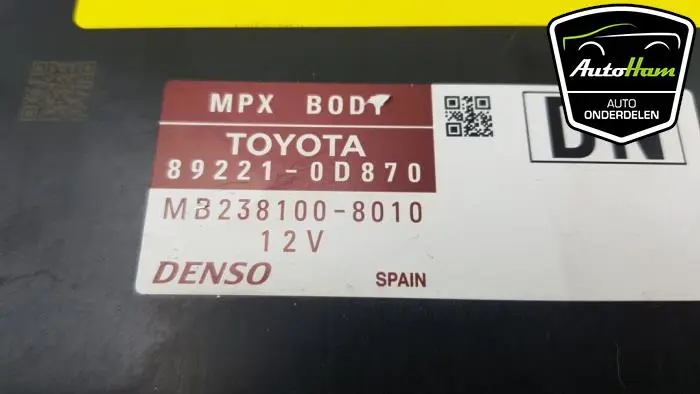 AutoHam
AUTO
ONDERDELEN
MPX BODY
TOYOTA
89221-0D870
MB238100-8010
12V
DENSO
SPAIN
DN